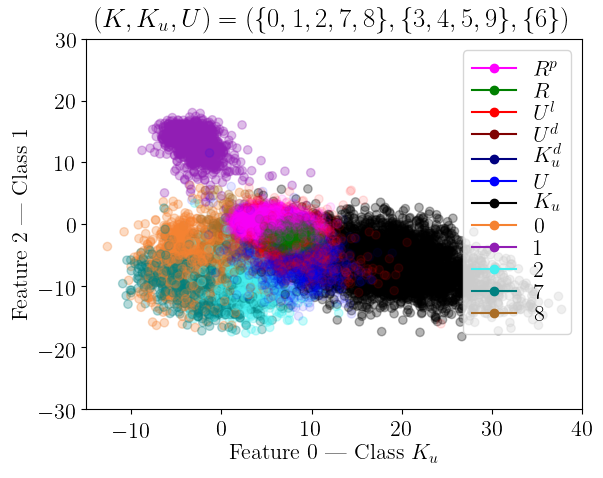 (K, K_u, U) = ({0, 1, 2, 7, 8}, {3, 4, 5, 9}, {6})
30
20
10
0
−10
−20
−30
Feature 2 — Class 1
−10 0 10 20 30 40
Feature 0 — Class K_u
R^p
R
U^l
U^d
K_u^d
U
K_u
0
1
2
7
8